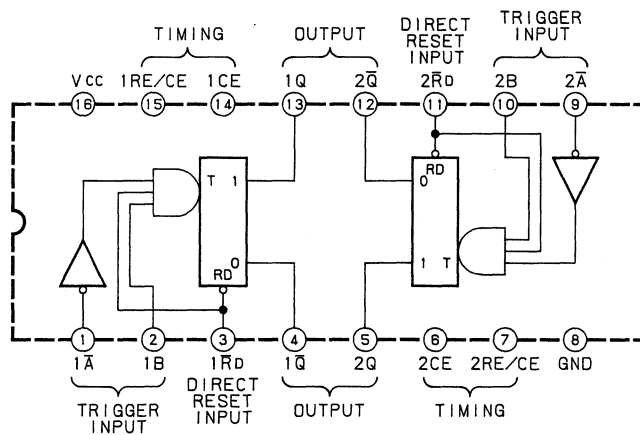 TIMING
OUTPUT
DIRECT
RESET
INPUT
TRIGGER
INPUT
Vcc 1RE/CE 1CE 1Q 2Q̅ 2R̅D 2B 2A̅
16 15 14 13 12 11 10 9
RD
T 1 0
0 1 T
RD
1 2 3 4 5 6 7 8
1A̅ 1B 1R̅D 1Q̅ 2Q 2CE 2RE/CE GND
TRIGGER
INPUT
DIRECT
RESET
INPUT
OUTPUT
TIMING